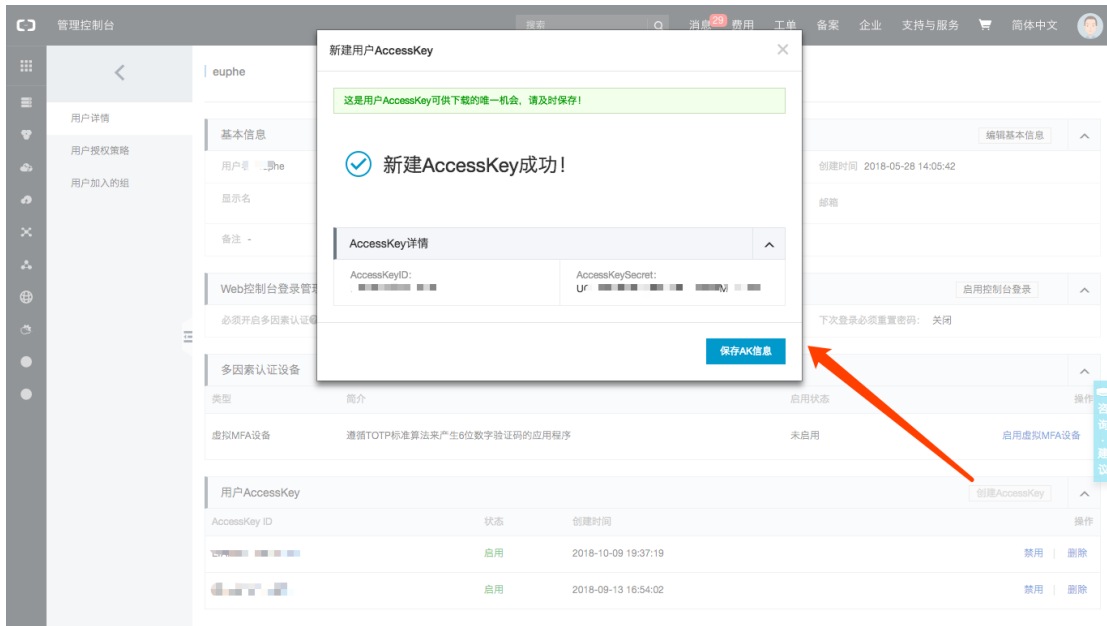 管理控制台
搜索
消息 29 费用 工单 备案 企业 支持与服务 简体中文
新建用户AccessKey
这是用户AccessKey可供下载的唯一机会，请及时保存！
新建AccessKey成功！
AccessKey详情
AccessKeyID:
AccessKeySecret:
保存AK信息
euphe
用户详情
用户授权策略
用户加入的组
基本信息
编辑基本信息
创建时间 2018-05-28 14:05:42
显示名
邮箱
备注 -
Web控制台登录管
启用控制台登录
必须开启多因素认证
下次登录必须重置密码： 关闭
多因素认证设备
类型 简介 启用状态 操作
虚拟MFA设备 遵循TOTP标准算法来产生6位数字验证码的应用程序 未启用 启用虚拟MFA设备
用户AccessKey
创建AccessKey
AccessKey ID 状态 创建时间 操作
启用 2018-10-09 19:37:19 禁用 | 删除
启用 2018-09-13 16:54:02 禁用 | 删除
咨询·建议